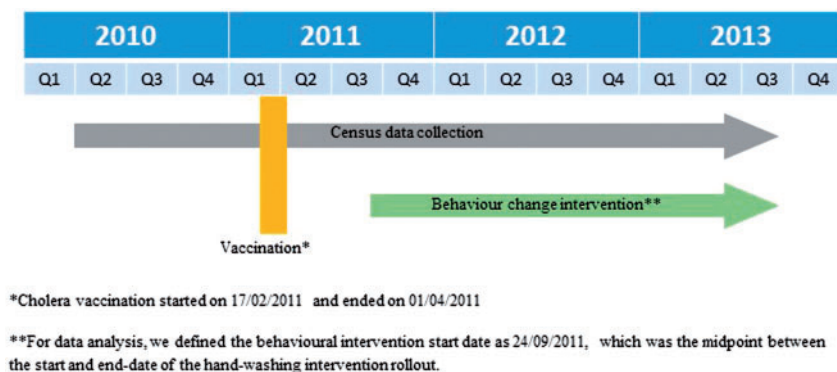 2010 2011 2012 2013
Q1 Q2 Q3 Q4 Q1 Q2 Q3 Q4 Q1 Q2 Q3 Q4 Q1 Q2 Q3 Q4
Census data collection
Behaviour change intervention**
Vaccination*
*Cholera vaccination started on 17/02/2011 and ended on 01/04/2011
**For data analysis, we defined the behavioural intervention start date as 24/09/2011, which was the midpoint between
the start and end-date of the hand-washing intervention rollout.